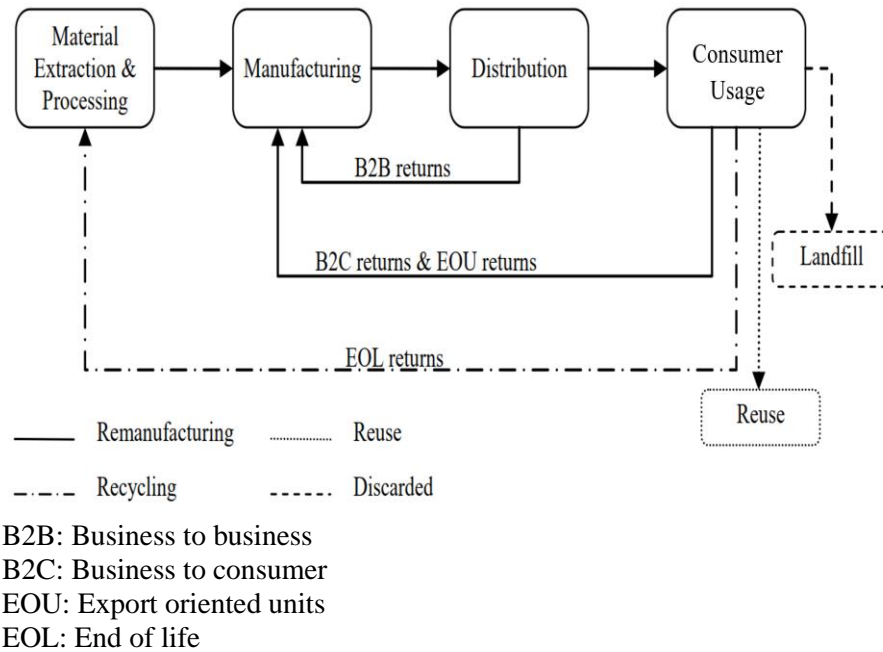 Material
Extraction &
Processing
Manufacturing
Distribution
Consumer
Usage
B2B returns
B2C returns & EOU returns
Landfill
EOL returns
Reuse
Remanufacturing
Reuse
Recycling
Discarded
B2B: Business to business
B2C: Business to consumer
EOU: Export oriented units
EOL: End of life